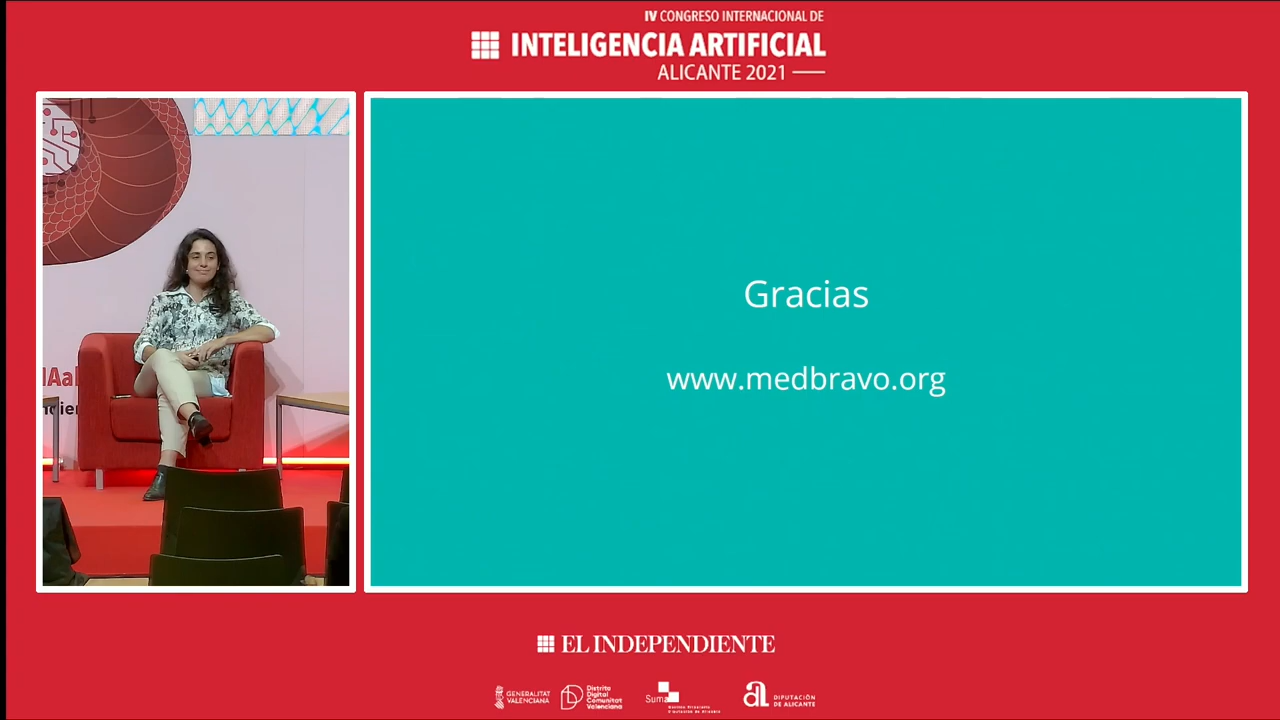 IV CONGRESO INTERNACIONAL DE
INTELIGENCIA ARTIFICIAL
ALICANTE 2021
Gracias
www.medbravo.org
EL INDEPENDIENTE
GENERALITAT
VALENCIANA
Distrito
Digital
Comunitat
Valenciana
Suma
DIPUTACIÓN
DE ALICANTE